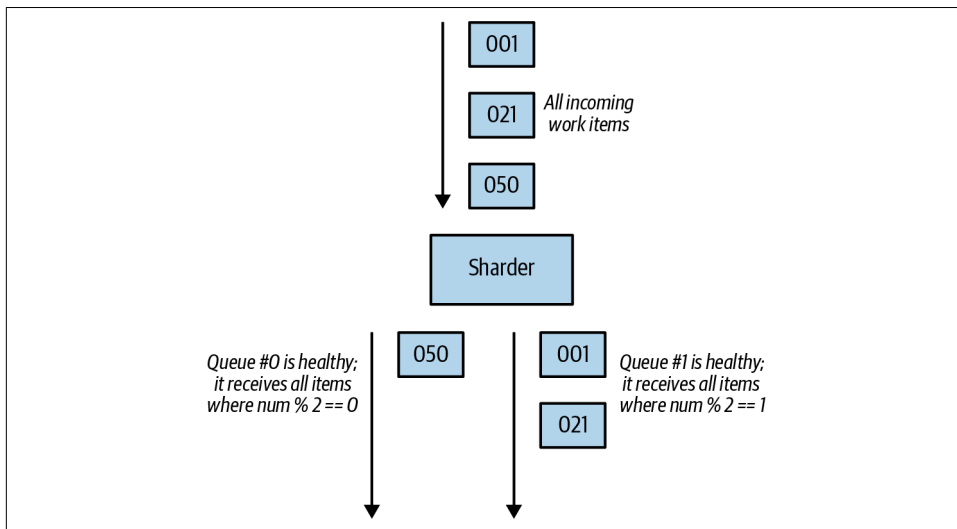 001
021
All incoming
work items
050
Sharder
050
001
Queue #0 is healthy;
it receives all items
where num % 2 == 0
Queue #1 is healthy;
it receives all items
where num % 2 == 1
021